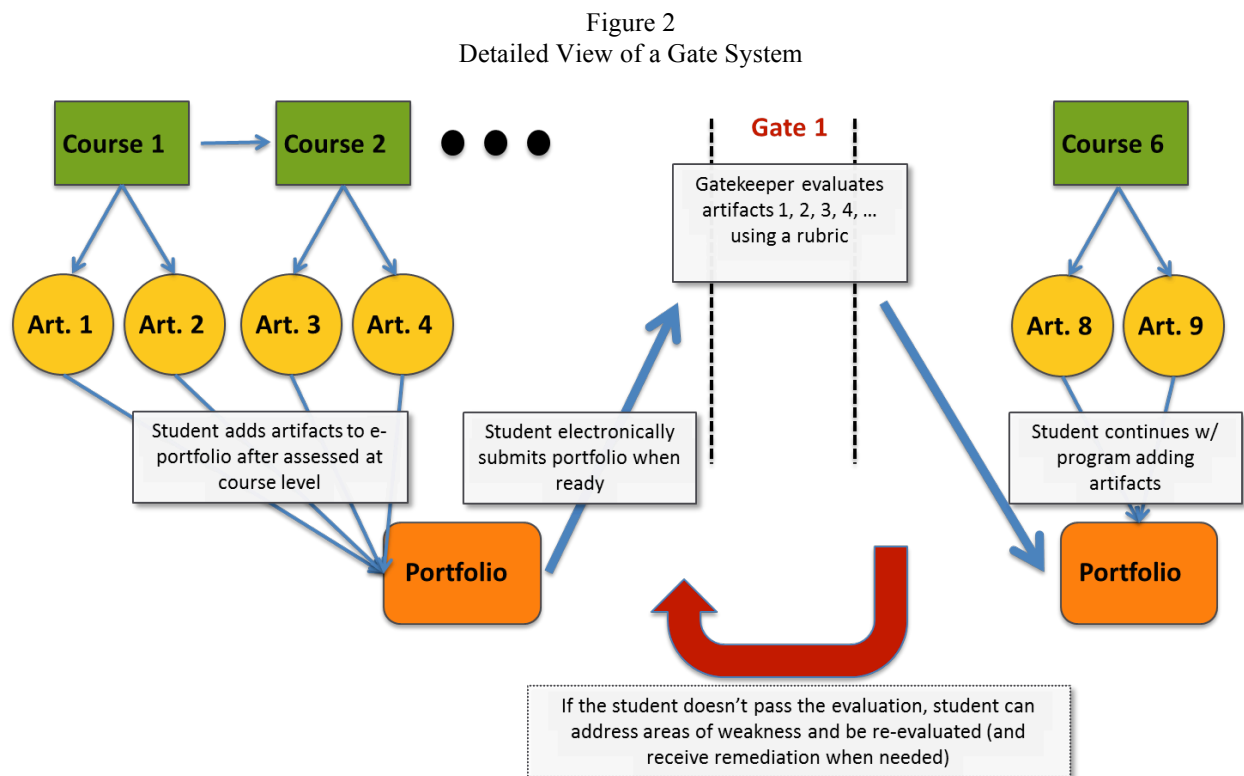 Figure 2
Detailed View of a Gate System
Course 1
Course 2
Gate 1
Course 6
Gatekeeper evaluates
artifacts 1, 2, 3, 4, …
using a rubric
Art. 1
Art. 2
Art. 3
Art. 4
Art. 8
Art. 9
Student adds artifacts to e-
portfolio after assessed at
course level
Student electronically
submits portfolio when
ready
Student continues w/
program adding
artifacts
Portfolio
Portfolio
If the student doesn’t pass the evaluation, student can
address areas of weakness and be re-evaluated (and
receive remediation when needed)